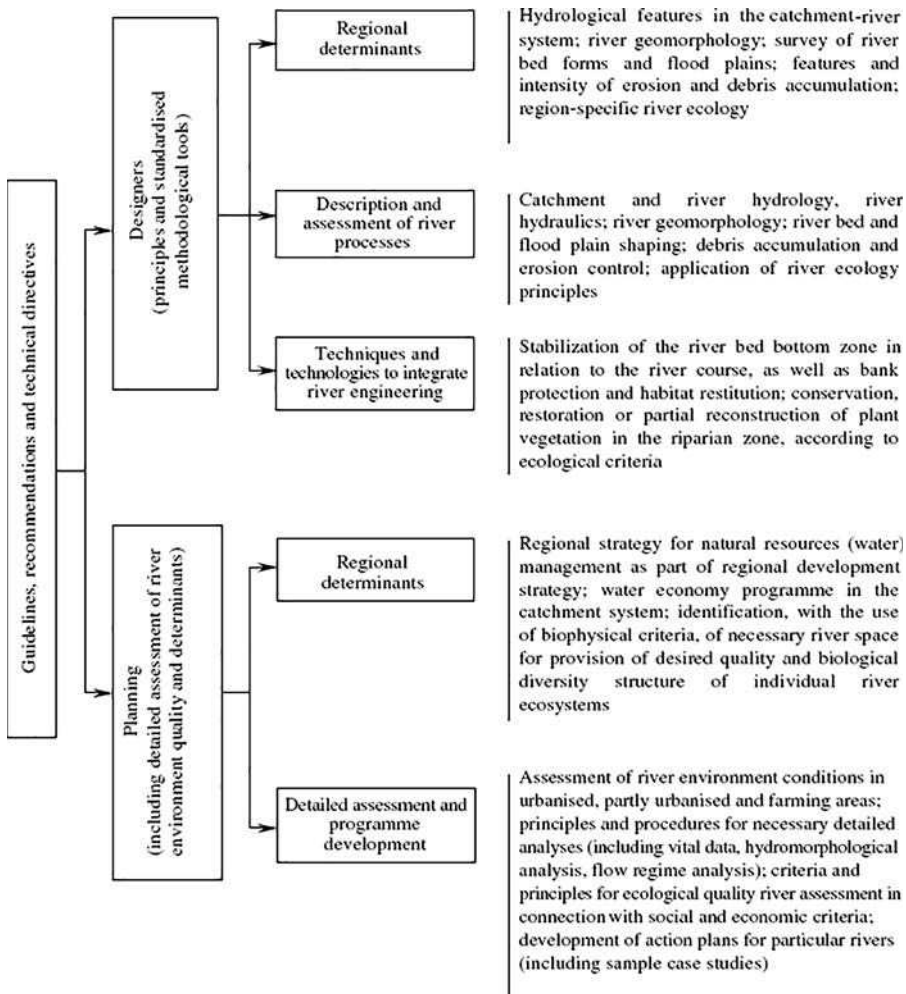 Guidelines, recommendations and technical directives
Designers
(principles and standardised
methodological tools)
Regional
determinants
Hydrological features in the catchment-river
system; river geomorphology; survey of river
bed forms and flood plains; features and
intensity of erosion and debris accumulation;
region-specific river ecology
Description and
assessment of river
processes
Catchment and river hydrology, river
hydraulics; river geomorphology; river bed and
flood plain shaping; debris accumulation and
erosion control; application of river ecology
principles
Techniques and
technologies to integrate
river engineering
Stabilization of the river bed bottom zone in
relation to the river course, as well as bank
protection and habitat restitution; conservation,
restoration or partial reconstruction of plant
vegetation in the riparian zone, according to
ecological criteria
Planning
(including detailed assessment of river
environment quality and determinants)
Regional
determinants
Regional strategy for natural resources (water)
management as part of regional development
strategy; water economy programme in the
catchment system; identification, with the use
of biophysical criteria, of necessary river space
for provision of desired quality and biological
diversity structure of individual river
ecosystems
Detailed assessment and
programme
development
Assessment of river environment conditions in
urbanised, partly urbanised and farming areas;
principles and procedures for necessary detailed
analyses (including vital data, hydromorphological
analysis, flow regime analysis); criteria and
principles for ecological quality river assessment in
connection with social and economic criteria;
development of action plans for particular rivers
(including sample case studies)